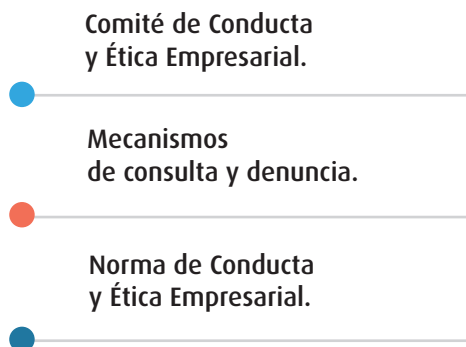 Comité de Conducta
y Ética Empresarial.
Mecanismos
de consulta y denuncia.
Norma de Conducta
y Ética Empresarial.